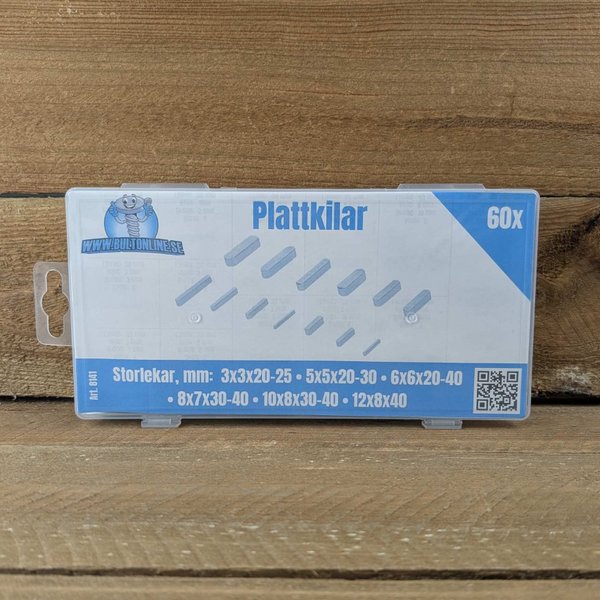 Plattkilar
60x
WWW.BULTONLINE.SE
Storlekar, mm: 3x3x20-25 • 5x5x20-30 • 6x6x20-40
• 8x7x30-40 • 10x8x30-40 • 12x8x40
Art. 8141